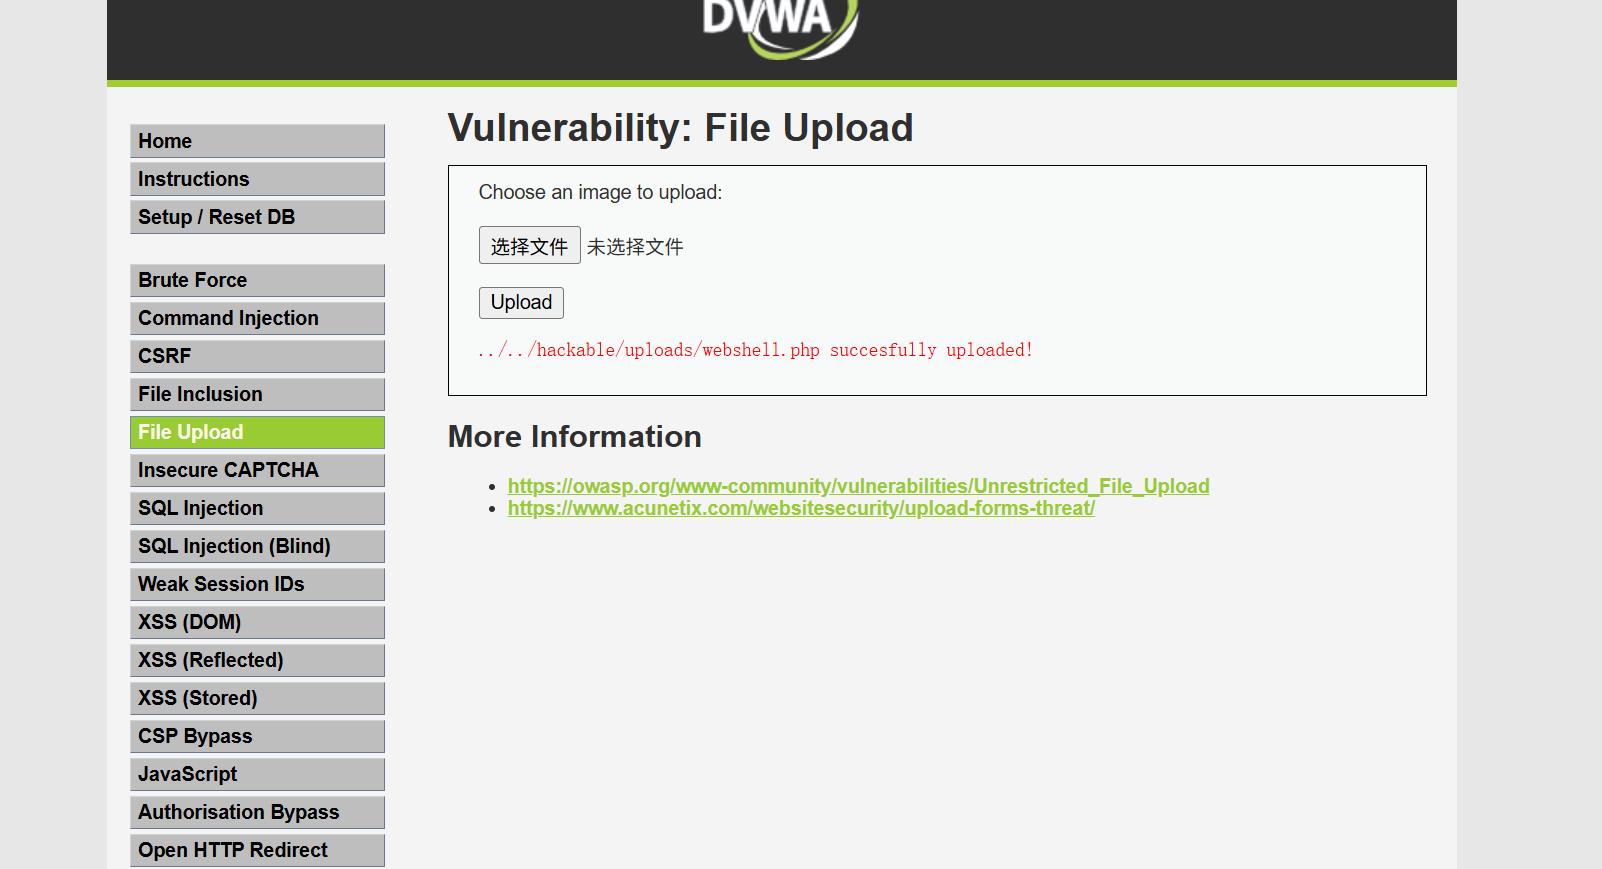 DVWA
Home
Instructions
Setup / Reset DB
Brute Force
Command Injection
CSRF
File Inclusion
File Upload
Insecure CAPTCHA
SQL Injection
SQL Injection (Blind)
Weak Session IDs
XSS (DOM)
XSS (Reflected)
XSS (Stored)
CSP Bypass
JavaScript
Authorisation Bypass
Open HTTP Redirect
Vulnerability: File Upload
Choose an image to upload:
选择文件 未选择文件
Upload
../../hackable/uploads/webshell.php succesfully uploaded!
More Information
https://owasp.org/www-community/vulnerabilities/Unrestricted_File_Upload
https://www.acunetix.com/websitesecurity/upload-forms-threat/